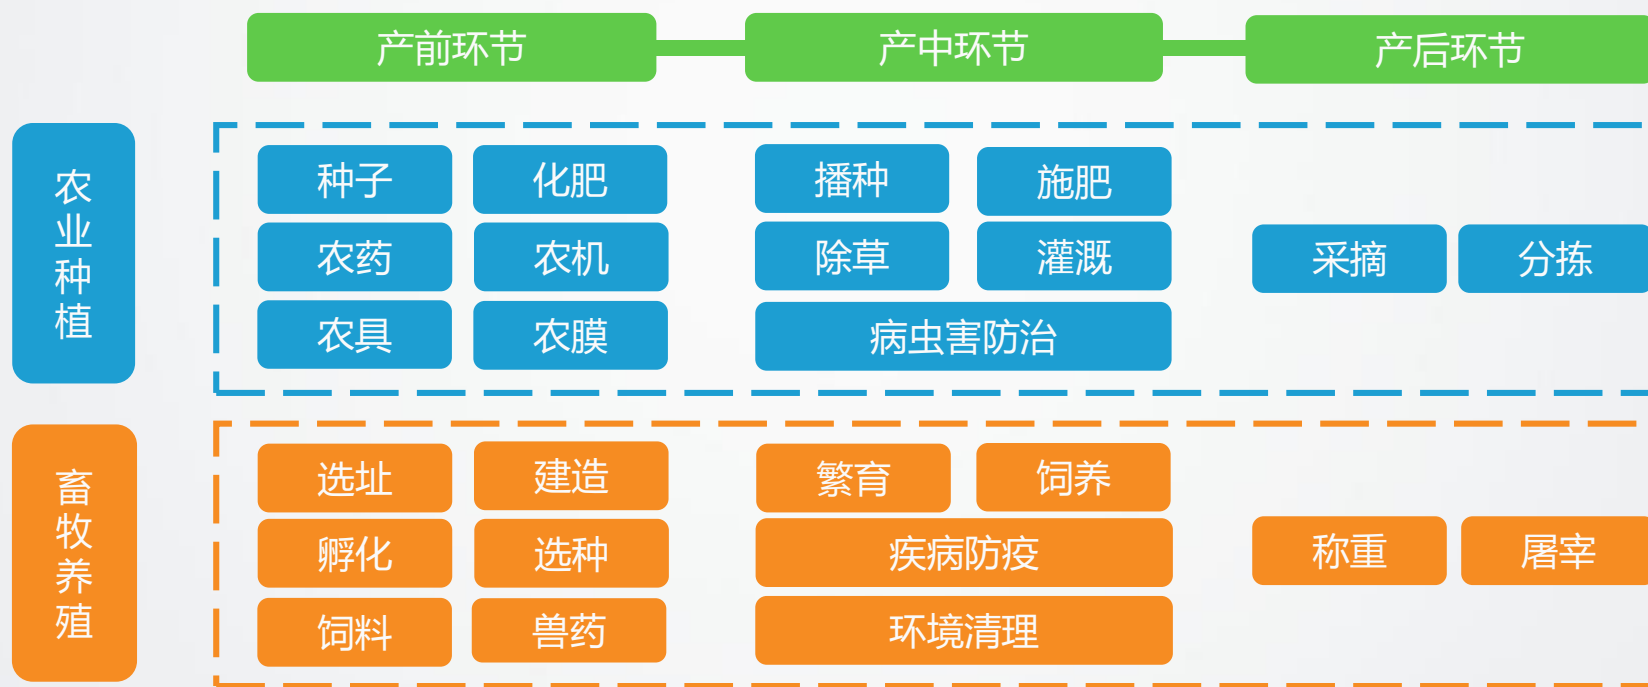 产前环节
产中环节
产后环节
农业种植
种子
化肥
播种
施肥
农药
农机
除草
灌溉
采摘
分拣
农具
农膜
病虫害防治
畜牧养殖
选址
建造
繁育
饲养
孵化
选种
疾病防疫
称重
屠宰
饲料
兽药
环境清理